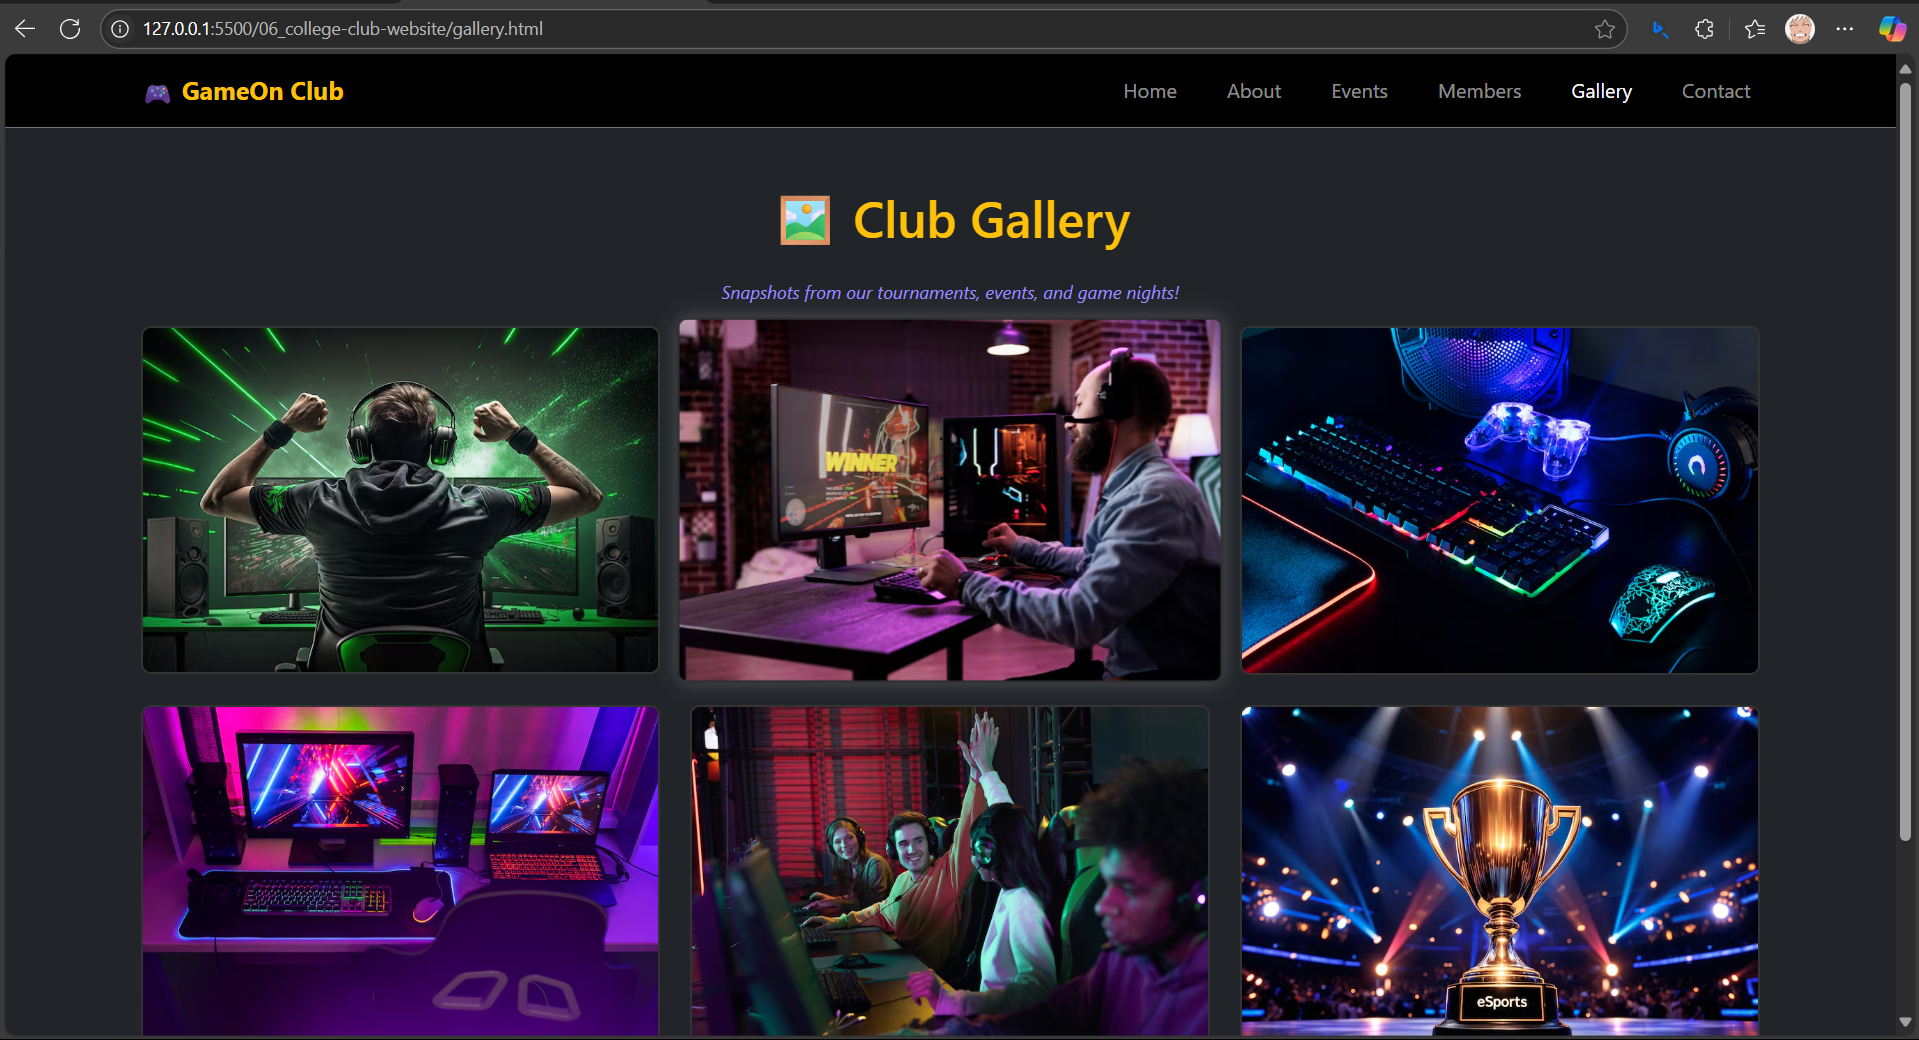 127.0.0.1:5500/06_college-club-website/gallery.html
GameOn Club
Home
About
Events
Members
Gallery
Contact
Club Gallery
Snapshots from our tournaments, events, and game nights!
WINNER
eSports